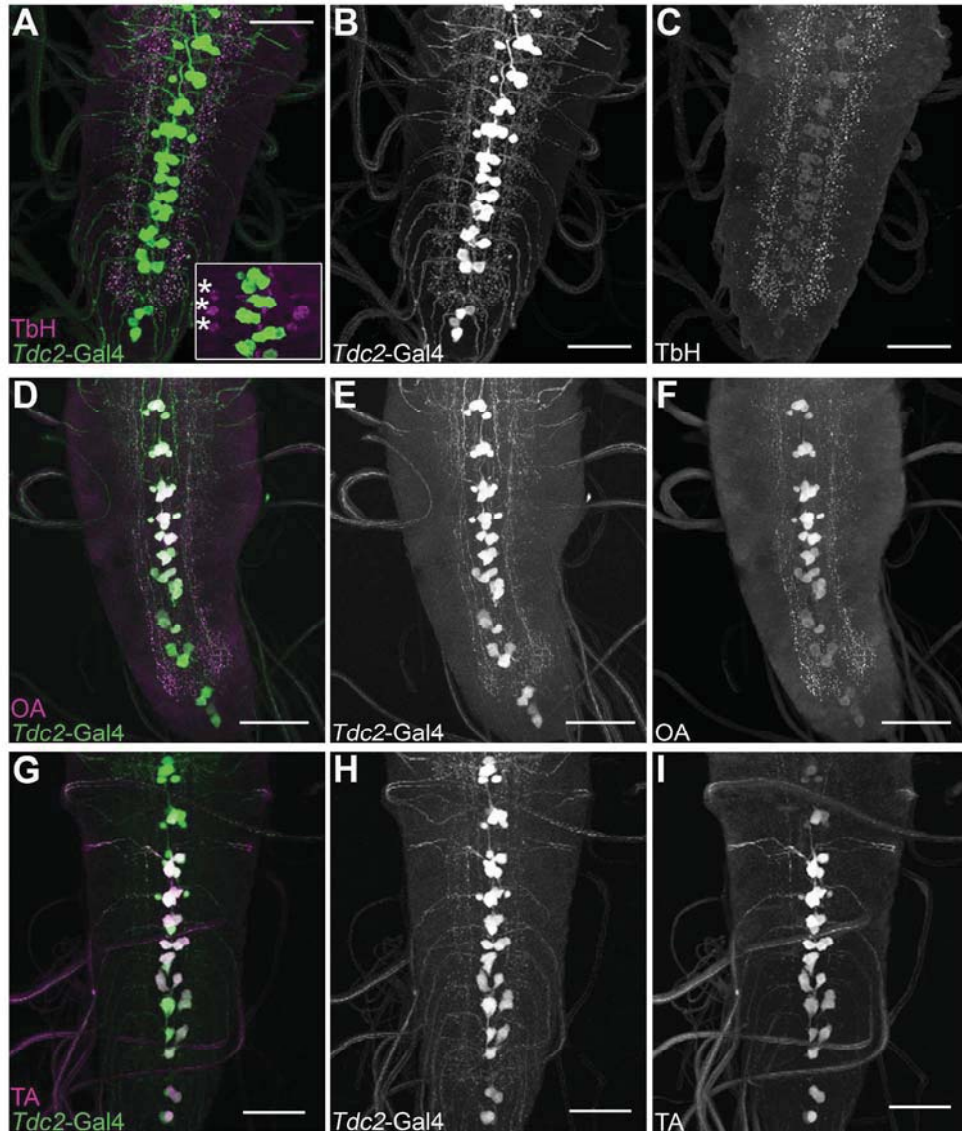 A
B
C
TbH
Tdc2-Gal4
***
Tdc2-Gal4
TbH
D
E
F
OA
Tdc2-Gal4
Tdc2-Gal4
OA
G
H
I
TA
Tdc2-Gal4
Tdc2-Gal4
TA